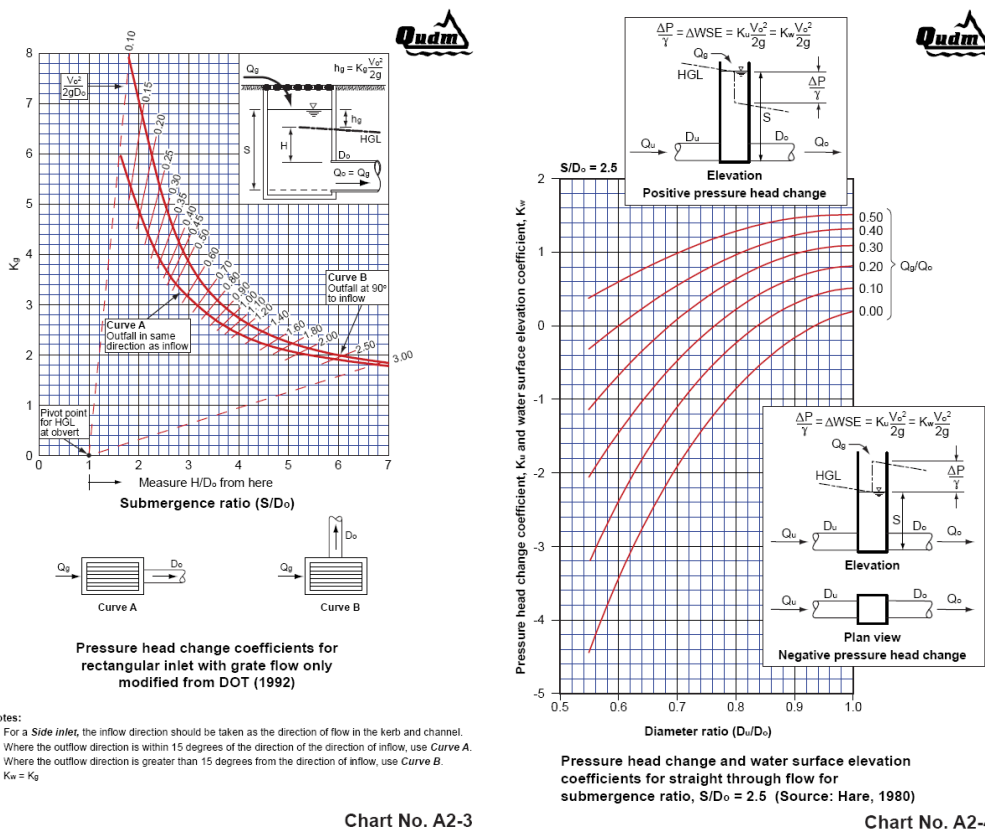 Qudm
8
7
6
5
4
3
2
1
0
Kg
0
1
2
3
4
5
6
7
Vo²
2gDo
0.10
0.15
0.20
0.25
0.30
0.35
0.40
0.45
0.50
0.60
0.70
0.80
0.90
1.00
1.10
1.20
1.40
1.60
1.80
2.00
2.50
3.00
Qg
hg = Kg Vo²
2g
hg
HGL
S
H
Do
Qo = Qg
Curve A
Outfall in same
direction as inflow
Curve B
Outfall at 90º
to inflow
Pivot point
for HGL
at obvert
Measure H/Do from here
Submergence ratio (S/Do)
Qg
Do
Curve A
Qg
Do
Curve B
Pressure head change coefficients for
rectangular inlet with grate flow only
modified from DOT (1992)
otes:
For a Side inlet, the inflow direction should be taken as the direction of flow in the kerb and channel.
Where the outflow direction is within 15 degrees of the direction of the direction of inflow, use Curve A.
Where the outflow direction is greater than 15 degrees from the direction of inflow, use Curve B.
Kw = Kg
Chart No. A2-3
Qudm
ΔP
γ
= ΔWSE = Ku Vo²
2g
= Kw Vo²
2g
Qg
HGL
ΔP
γ
S
Qu
Du
Do
Qo
Elevation
Positive pressure head change
S/Do = 2.5
2
1
0
-1
-2
-3
-4
-5
Pressure head change coefficient, Ku and water surface elevation coefficient, Kw
0.50
0.40
0.30
0.20
0.10
0.00
Qg/Qo
ΔP
γ
= ΔWSE = Ku Vo²
2g
= Kw Vo²
2g
Qg
HGL
ΔP
γ
S
Qu
Du
Do
Qo
Elevation
Qu
Du
Do
Qo
Plan view
Negative pressure head change
0.5
0.6
0.7
0.8
0.9
1.0
Diameter ratio (Du/Do)
Pressure head change and water surface elevation
coefficients for straight through flow for
submergence ratio, S/Do = 2.5 (Source: Hare, 1980)
Chart No. A2-4